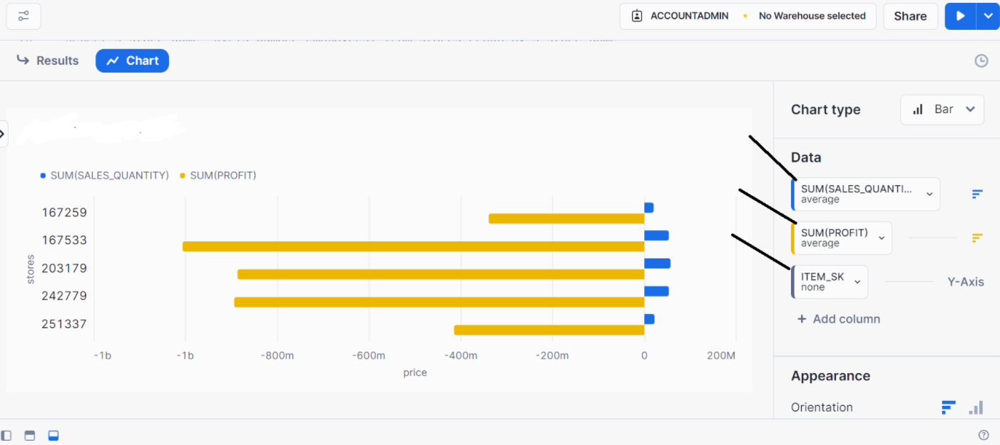 ACCOUNTADMIN • No Warehouse selected
Share
Results
Chart
Chart type
Bar
Data
SUM(SALES_QUANTITY) SUM(PROFIT)
SUM(SALES_QUANTI...
average
SUM(PROFIT)
average
ITEM_SK
none
Y-Axis
+ Add column
stores
167259
167533
203179
242779
251337
-1b -1b -800m -600m -400m -200m 0 200M
price
Appearance
Orientation